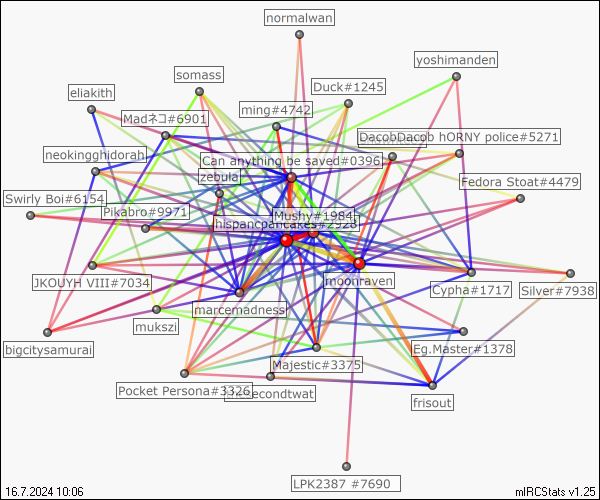 normalwan
yoshimanden
somass
Duck#1245
eliakith
ming#4742
Madネコ#6901
DacobDacob hORNY police#5271
neokingghidorah
Can anything be saved#0396
zebula
Fedora Stoat#4479
Swirly Boi#6154
Pikabro#9971
Mushy#1984
hispancpancakes#2928
JKOUYH VIII#7034
moonraven
Cypha#1717
Silver#7938
marcemadness
mukszi
bigcitysamurai
Eg.Master#1378
Majestic#3375
Pocket Persona#3326
secondtwat
frisout
LPK2387 #7690
16.7.2024 10:06
mIRCStats v1.25